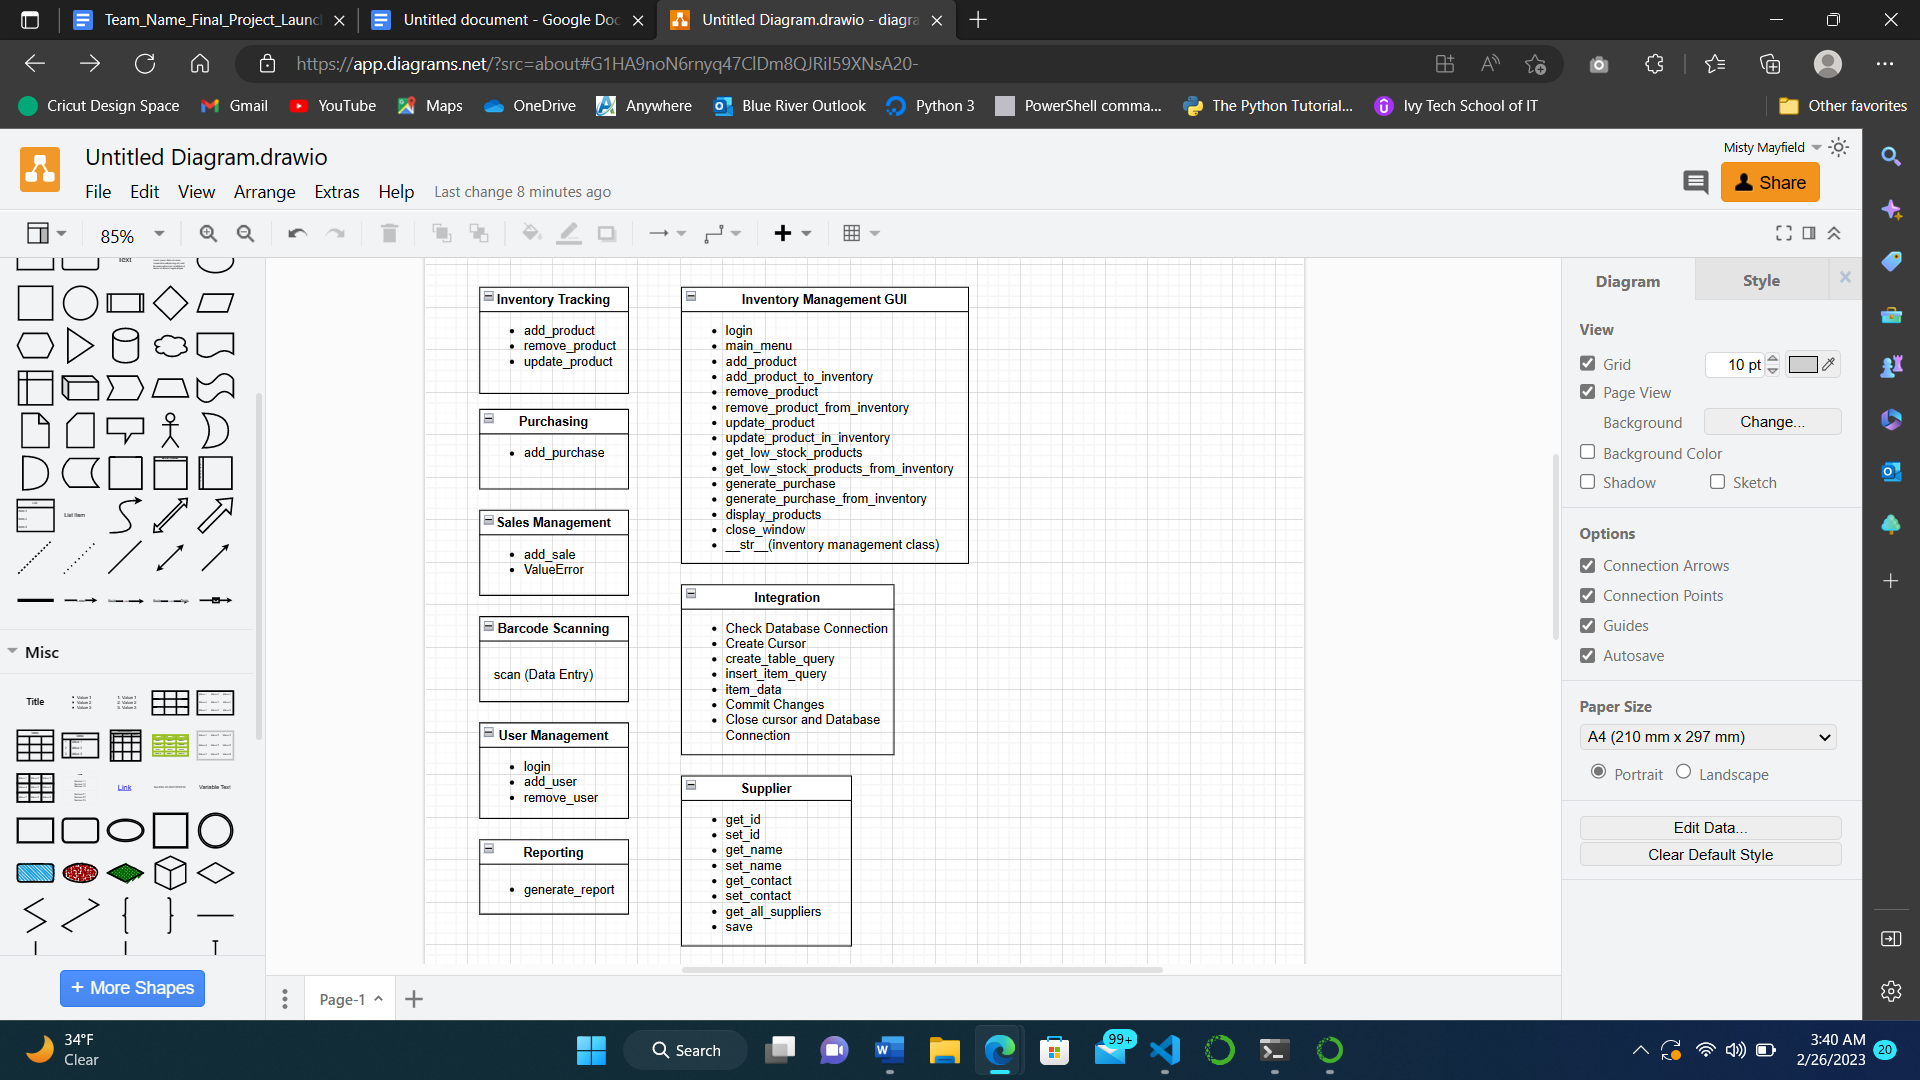 Team_Name_Final_Project_Launc
Untitled document - Google Doc
Untitled Diagram.drawio - diagra
https://app.diagrams.net/?src=about#G1HA9noN6rnyq47ClDm8QJRiI59XNsA20-
Cricut Design Space
Gmail
YouTube
Maps
OneDrive
Anywhere
Blue River Outlook
Python 3
PowerShell comma...
The Python Tutorial...
Ivy Tech School of IT
Other favorites
Untitled Diagram.drawio
Misty Mayfield
File Edit View Arrange Extras Help Last change 8 minutes ago
Share
85%
Text
List Item
Misc
Title
Link
Variable Text
+ More Shapes
Inventory Tracking
add_product
remove_product
update_product
Purchasing
add_purchase
Sales Management
add_sale
ValueError
Barcode Scanning
scan (Data Entry)
User Management
login
add_user
remove_user
Reporting
generate_report
Inventory Management GUI
login
main_menu
add_product
add_product_to_inventory
remove_product
remove_product_from_inventory
update_product
update_product_in_inventory
get_low_stock_products
get_low_stock_products_from_inventory
generate_purchase
generate_purchase_from_inventory
display_products
close_window
__str__(inventory management class)
Integration
Check Database Connection
Create Cursor
create_table_query
insert_item_query
item_data
Commit Changes
Close cursor and Database
Connection
Supplier
get_id
set_id
get_name
set_name
get_contact
set_contact
get_all_suppliers
save
Diagram
Style
View
Grid
10 pt
Page View
Background
Change...
Background Color
Shadow
Sketch
Options
Connection Arrows
Connection Points
Guides
Autosave
Paper Size
A4 (210 mm x 297 mm)
Portrait
Landscape
Edit Data...
Clear Default Style
Page-1
34°F
Clear
Search
99+
3:40 AM
2/26/2023
20